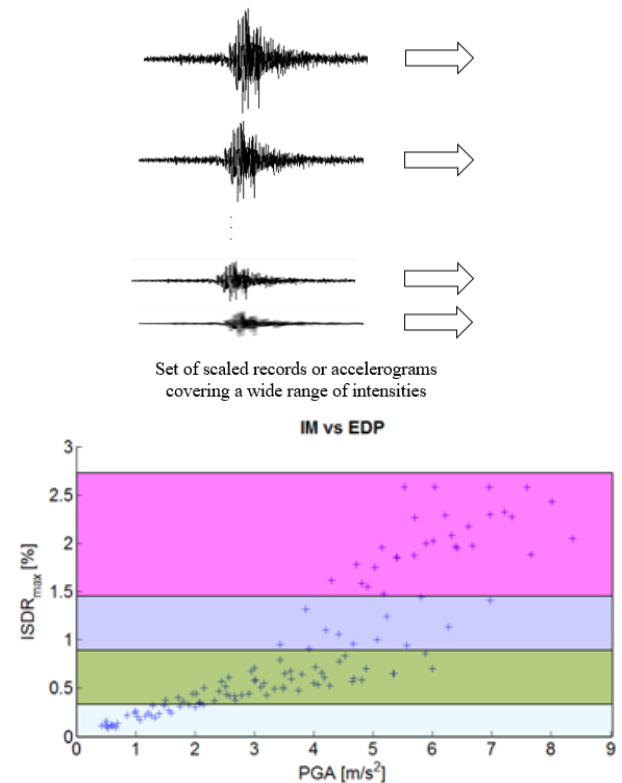 Set of scaled records or accelerograms
covering a wide range of intensities
IM vs EDP
3
2.5
2
1.5
1
0.5
0
ISDRmax [%]
0 1 2 3 4 5 6 7 8 9
PGA [m/s²]